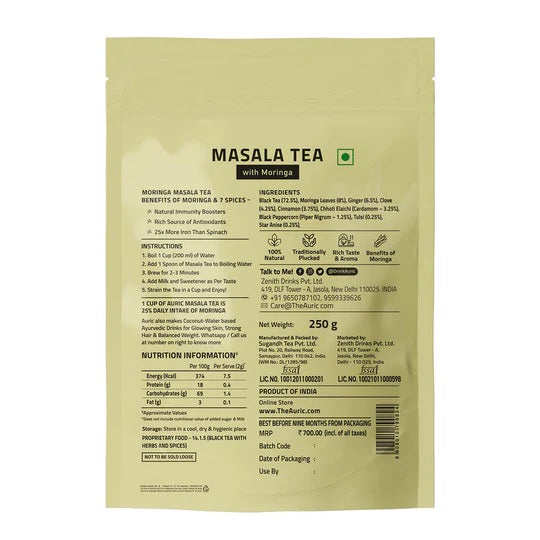 MASALA TEA
with Moringa
MORINGA MASALA TEA
BENEFITS OF MORINGA & 7 SPICES -
Natural Immunity Boosters
Rich Source of Antioxidants
25x More Iron Than Spinach
INSTRUCTIONS
1. Boil 1 Cup (200 ml) of Water
2. Add 1 Spoon of Masala Tea to Boiling Water
3. Brew for 2-3 Minutes
4. Add Milk and Sweetener as Per Taste
5. Strain the Tea in a Cup and Enjoy!
1 CUP OF AURIC MASALA TEA IS
25% DAILY INTAKE OF MORINGA
Auric also makes Coconut-Water based
Ayurvedic Drinks for Glowing Skin, Strong
Hair & Balanced Weight. Whatsapp / Call us
at number on right to know more
NUTRITION INFORMATION*
Per 100g Per Serve (2g)*
Energy (Kcal) 374 7.5
Protein (g) 18 0.4
Carbohydrates (g) 69 1.4
Fat (g) 3 0.1
*Approximate Values
*Does not include nutritional value of added sugar & Milk
Storage: Store in a cool, dry & hygienic place
PROPRIETARY FOOD - 14.1.5 (BLACK TEA WITH
HERBS AND SPICES)
NOT TO BE SOLD LOOSE
INGREDIENTS
Black Tea (72.5%), Moringa Leaves (8%), Ginger (6.5%), Clove
(4.25%), Cinnamon (3.75%), Chhoti Elaichi (Cardamom – 3.25%),
Black Peppercorn (Piper Nigrum – 1.25%), Tulsi (0.25%),
Star Anise (0.25%)
100% Natural
Traditionally Plucked
Rich Taste & Aroma
Benefits of Moringa
Talk to Me! @DrinkAuric
Zenith Drinks Pvt. Ltd.
419, DLF Tower - A, Jasola, New Delhi 110025 INDIA
+91 9650787102, 9599339626
Care@TheAuric.com
Net Weight: 250 g
Manufactured & Packed by:
Sugandh Tea Pvt. Ltd.
Plot No. 20, Railway Road,
Samaypur, Delhi 110 042, INDIA
fssai
LIC. NO. 10012011000201
Marketed by:
Zenith Drinks Pvt. Ltd.
419, DLF Tower - A,
Jasola, New Delhi,
Delhi - 110 025
fssai
LIC. NO. 10021011000598
PRODUCT OF INDIA
Online Store
www.TheAuric.com
BEST BEFORE NINE MONTHS FROM PACKAGING
MRP ₹700.00 (incl. of all taxes)
Batch Code :
Date of Packaging :
Use By :